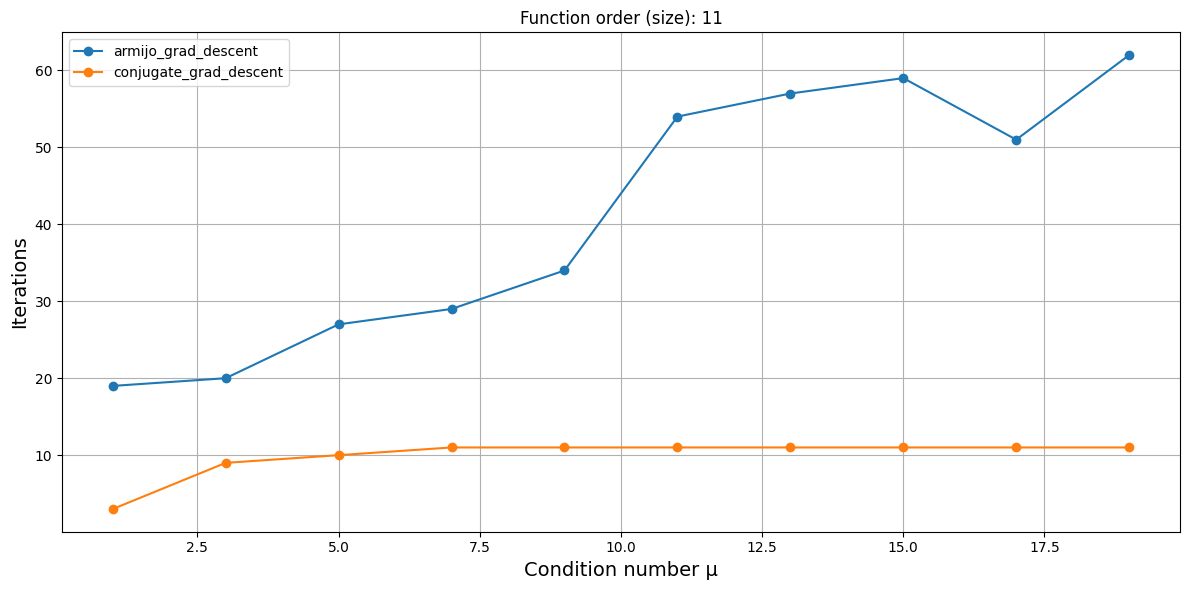 Function order (size): 11
armijo_grad_descent
conjugate_grad_descent
Iterations
60
50
40
30
20
10
2.5 5.0 7.5 10.0 12.5 15.0 17.5
Condition number μ